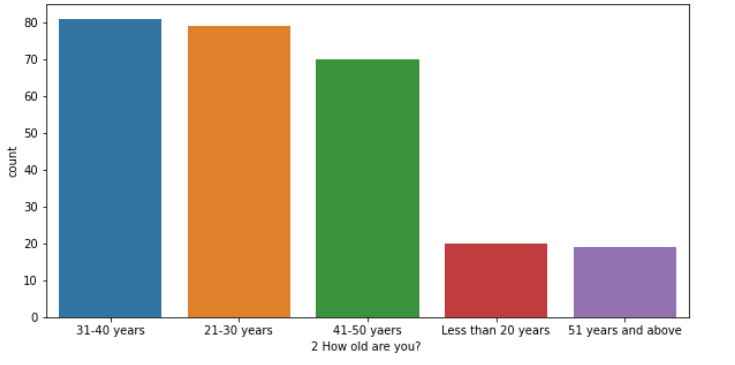 80
70
60
50
40
30
20
10
0
count
31-40 years
21-30 years
41-50 yaers
Less than 20 years
51 years and above
2 How old are you?